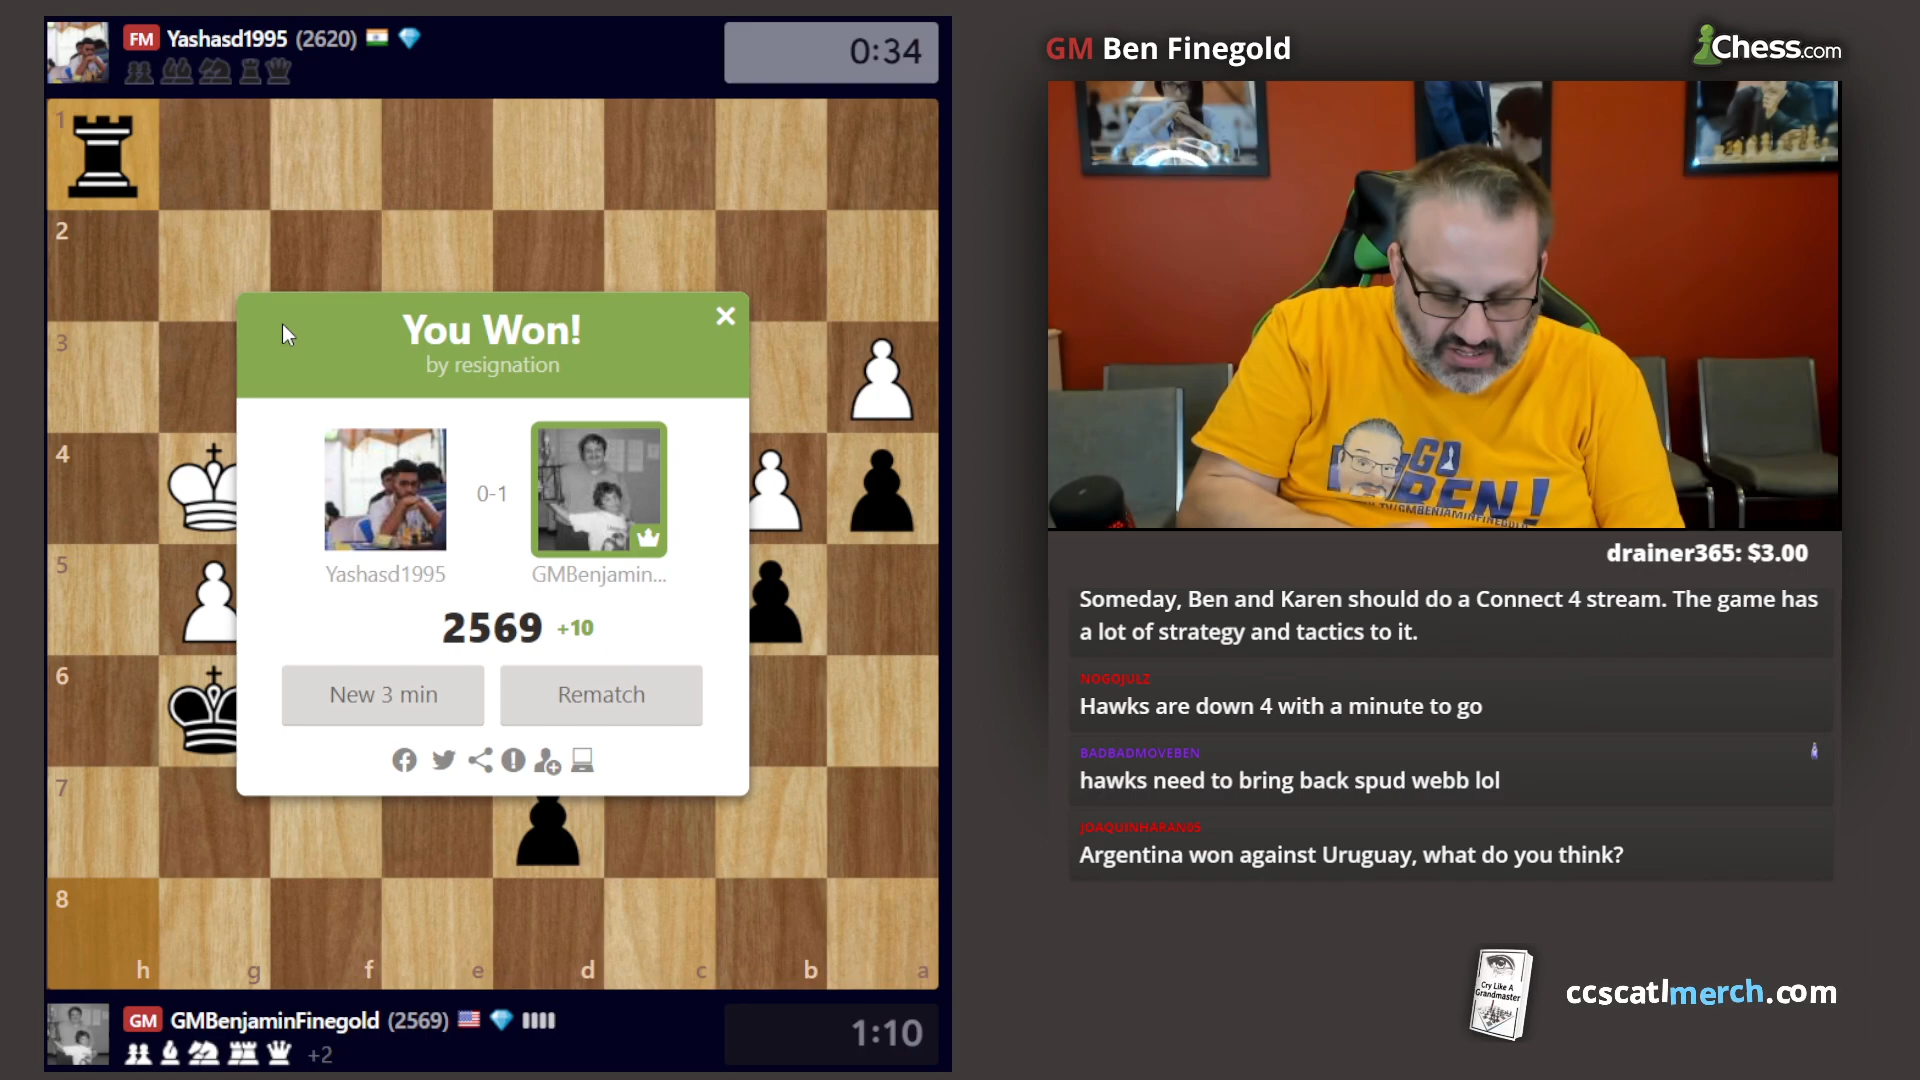 FM Yashasd1995 (2620)
0:34
1
2
3
4
5
6
7
8
h g f e d c b a
You Won!
by resignation
×
0-1
Yashasd1995
GMBenjamin...
2569 +10
New 3 min
Rematch
GM GMBenjaminFinegold (2569)
+2
1:10
GM Ben Finegold
Chess.com
GO
BEN!
drainer365: $3.00
Someday, Ben and Karen should do a Connect 4 stream. The game has
a lot of strategy and tactics to it.
NOGOJULZ
Hawks are down 4 with a minute to go
BADBADMOVEBEN
hawks need to bring back spud webb lol
JOAQUINHARAN05
Argentina won against Uruguay, what do you think?
Cry Like A
Grandmaster
ccscatlmerch.com